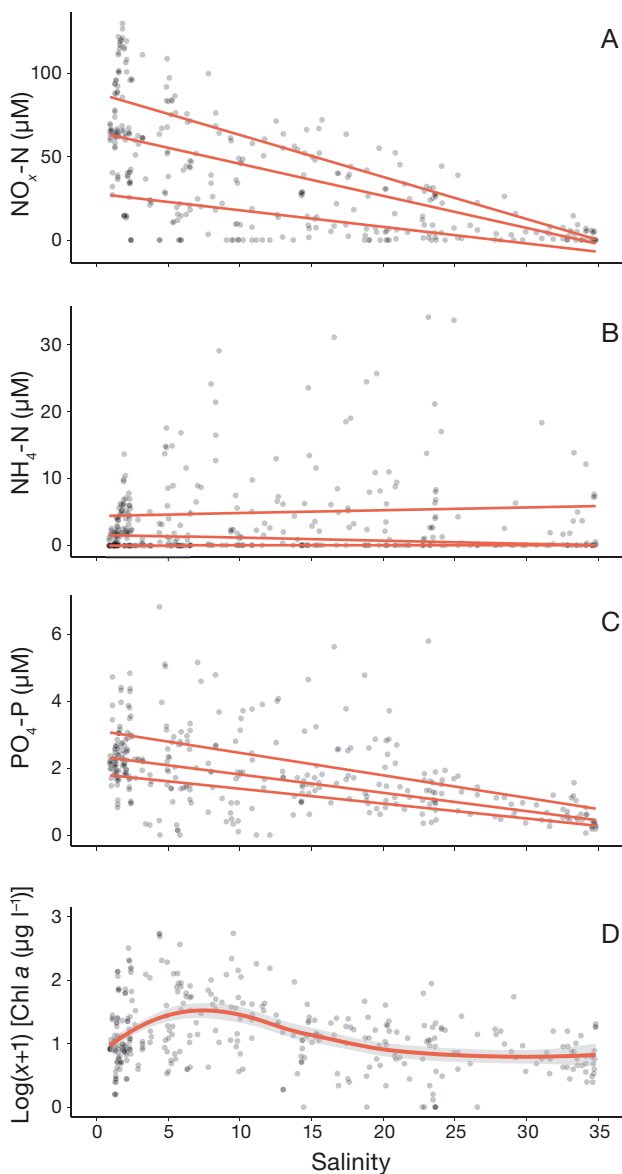 A
100
50
0
NOx-N (µM)
B
30
20
10
0
NH4-N (µM)
C
6
4
2
0
PO4-P (µM)
D
3
2
1
0
Log(x+1) [Chl a (µg l–1)]
0 5 10 15 20 25 30 35
Salinity